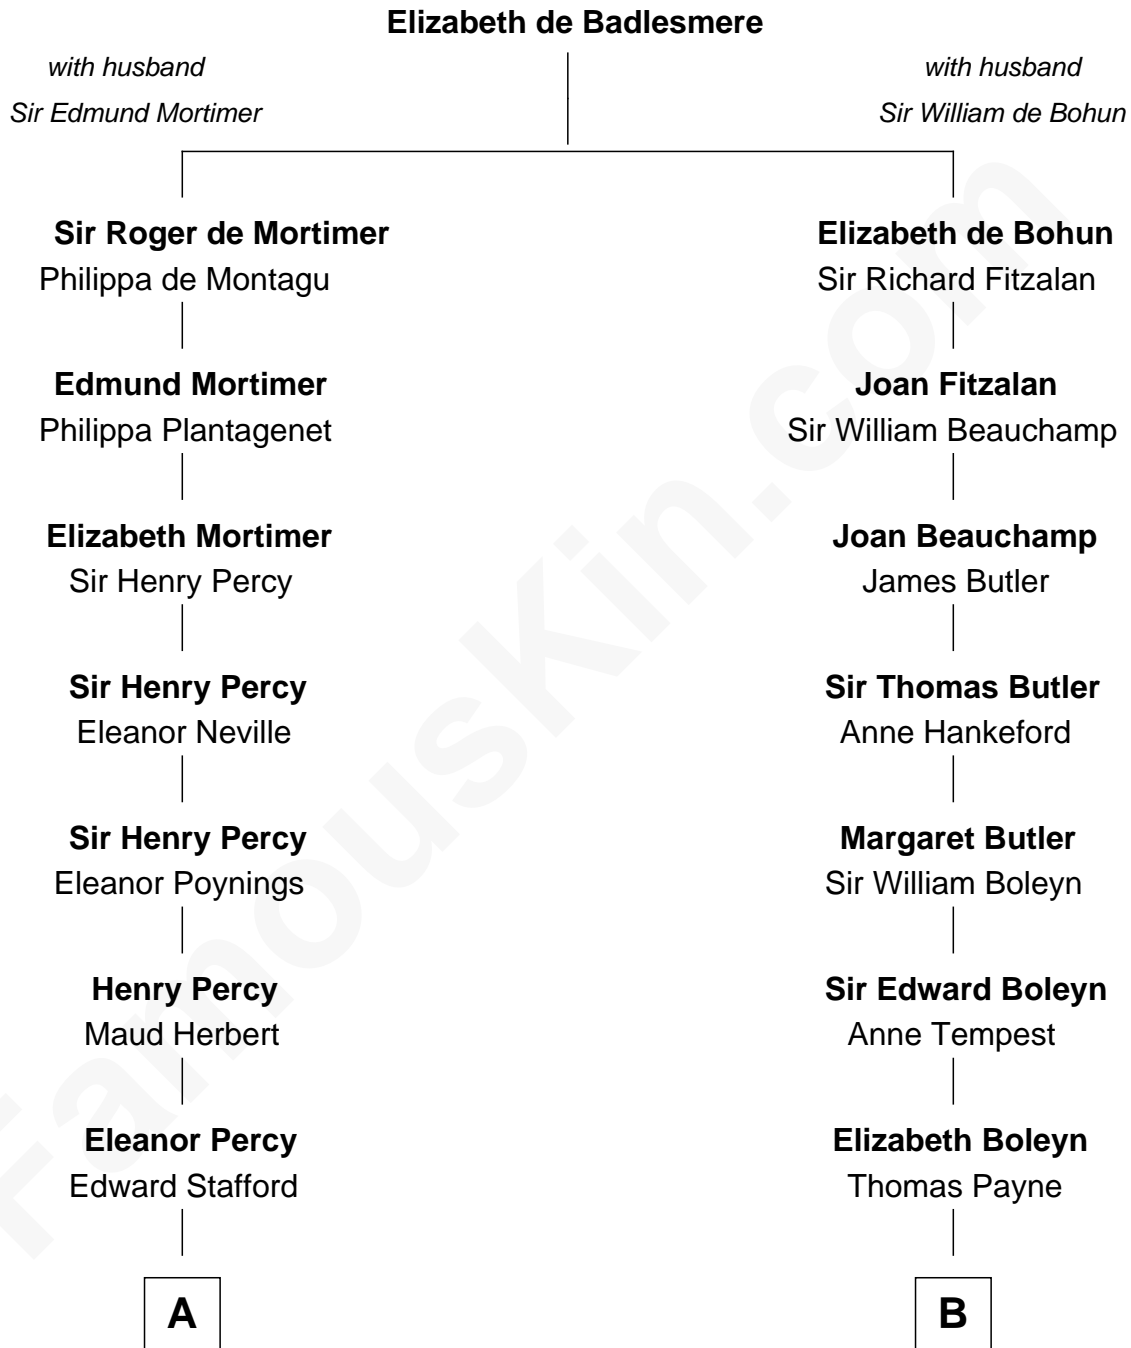 Elizabeth de Badlesmere
with husband
Sir Edmund Mortimer
with husband
Sir William de Bohun
Sir Roger de Mortimer
Philippa de Montagu
Elizabeth de Bohun
Sir Richard Fitzalan
Edmund Mortimer
Philippa Plantagenet
Joan Fitzalan
Sir William Beauchamp
Elizabeth Mortimer
Sir Henry Percy
Joan Beauchamp
James Butler
Sir Henry Percy
Eleanor Neville
Sir Thomas Butler
Anne Hankeford
Sir Henry Percy
Eleanor Poynings
Margaret Butler
Sir William Boleyn
Henry Percy
Maud Herbert
Sir Edward Boleyn
Anne Tempest
Eleanor Percy
Edward Stafford
Elizabeth Boleyn
Thomas Payne
A
B
FamousKin.com